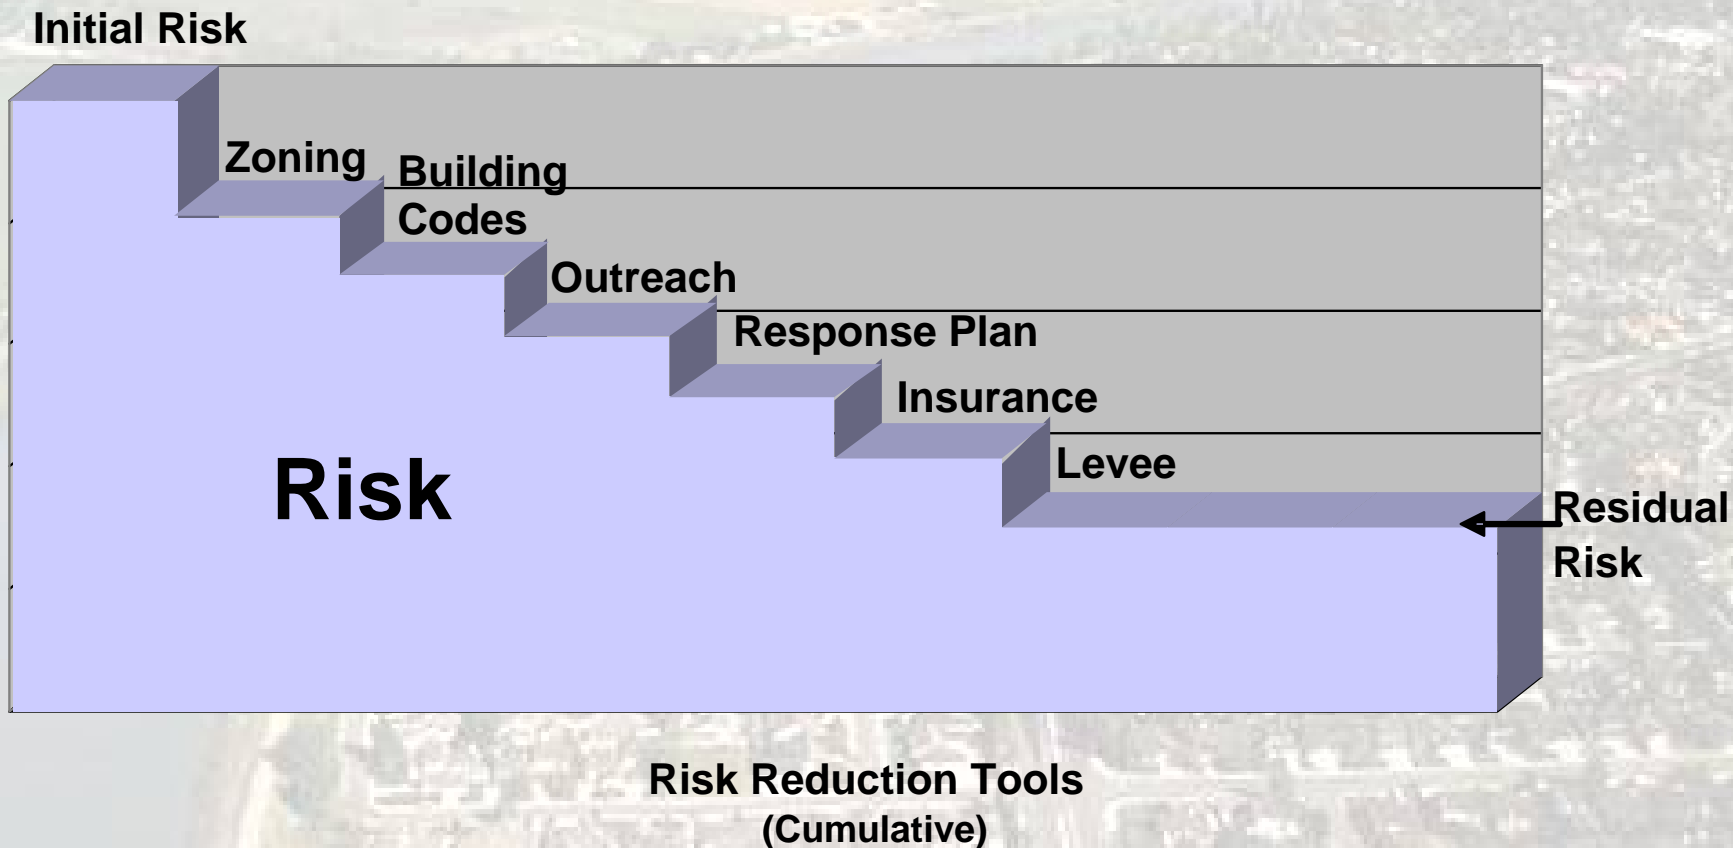 Initial Risk
Zoning
Building
Codes
Outreach
Response Plan
Insurance
Levee
Risk
Residual
Risk
Risk Reduction Tools
(Cumulative)